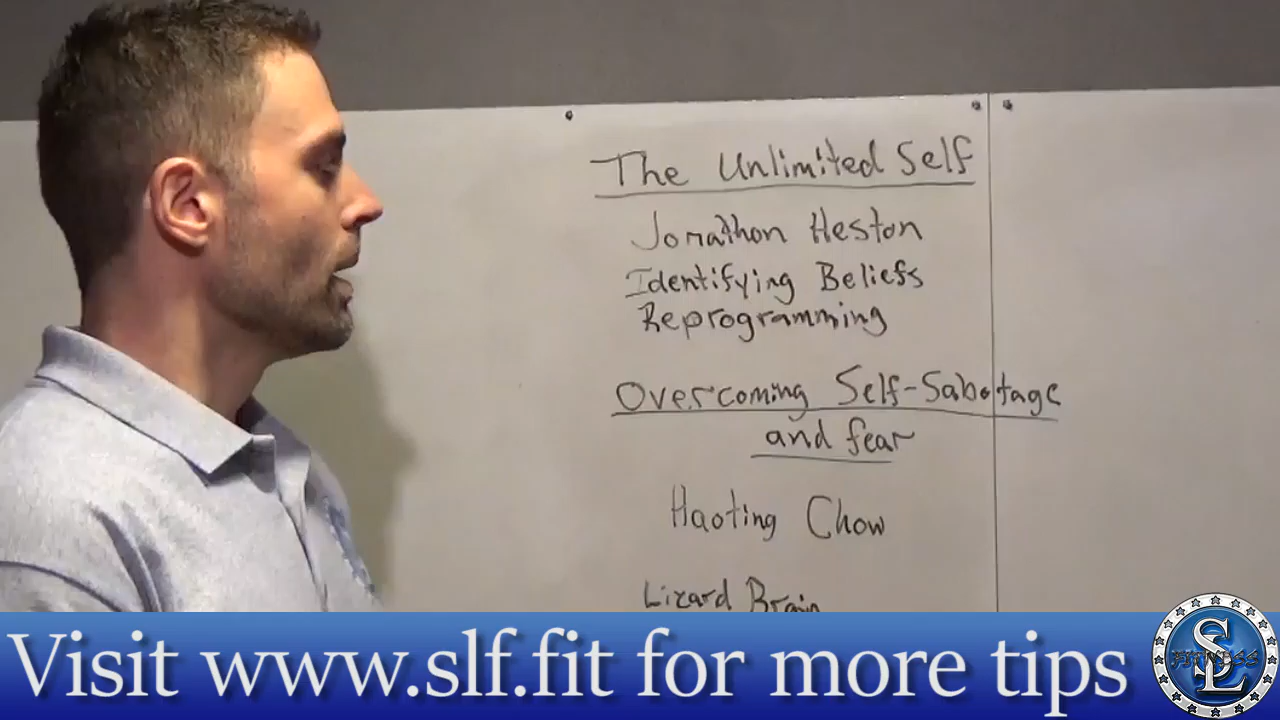 The Unlimited Self
Jonathon Heston
Identifying Beliefs
Reprogramming
Overcoming Self-Sabotage
and fear
Haoting Chow
Lizard Brain
Visit www.slf.fit for more tips
SL
FITNESS